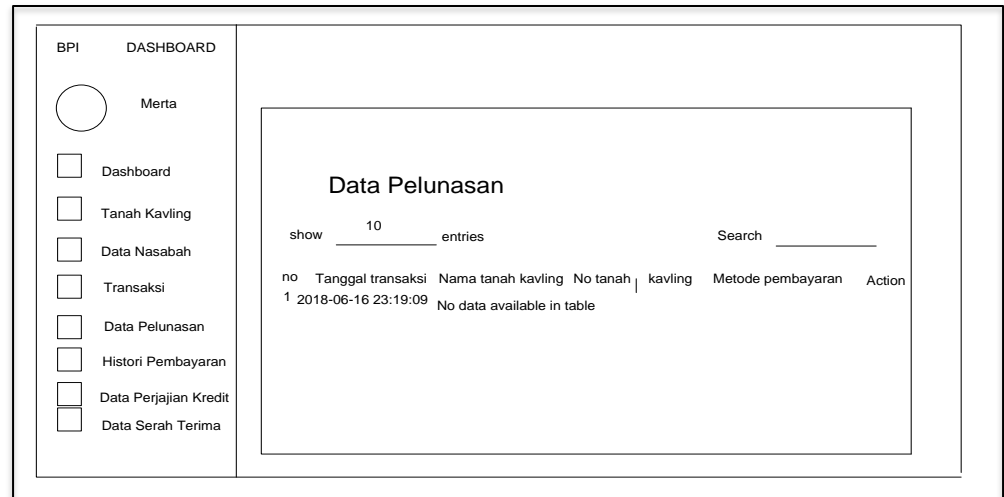 BPI DASHBOARD
Merta
Dashboard
Tanah Kavling
Data Nasabah
Transaksi
Data Pelunasan
Histori Pembayaran
Data Perjajian Kredit
Data Serah Terima
Data Pelunasan
show 10 entries Search
no Tanggal transaksi Nama tanah kavling No tanah kavling Metode pembayaran Action
1 2018-06-16 23:19:09 No data available in table